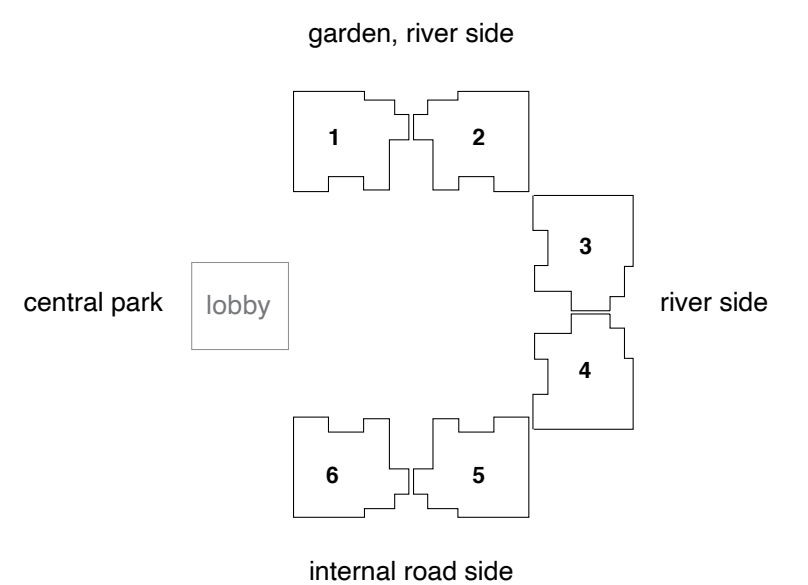 garden, river side
1
2
3
central park
lobby
river side
4
6
5
internal road side